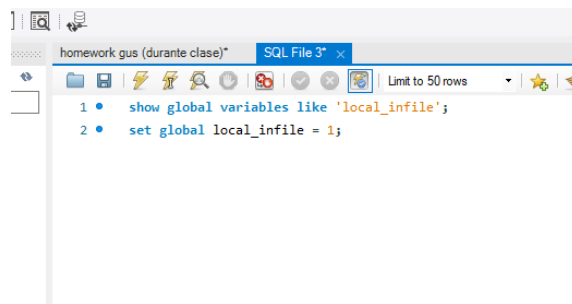 homework gus (durante clase)* SQL File 3*
Limit to 50 rows
1 show global variables like 'local_infile';
2 set global local_infile = 1;